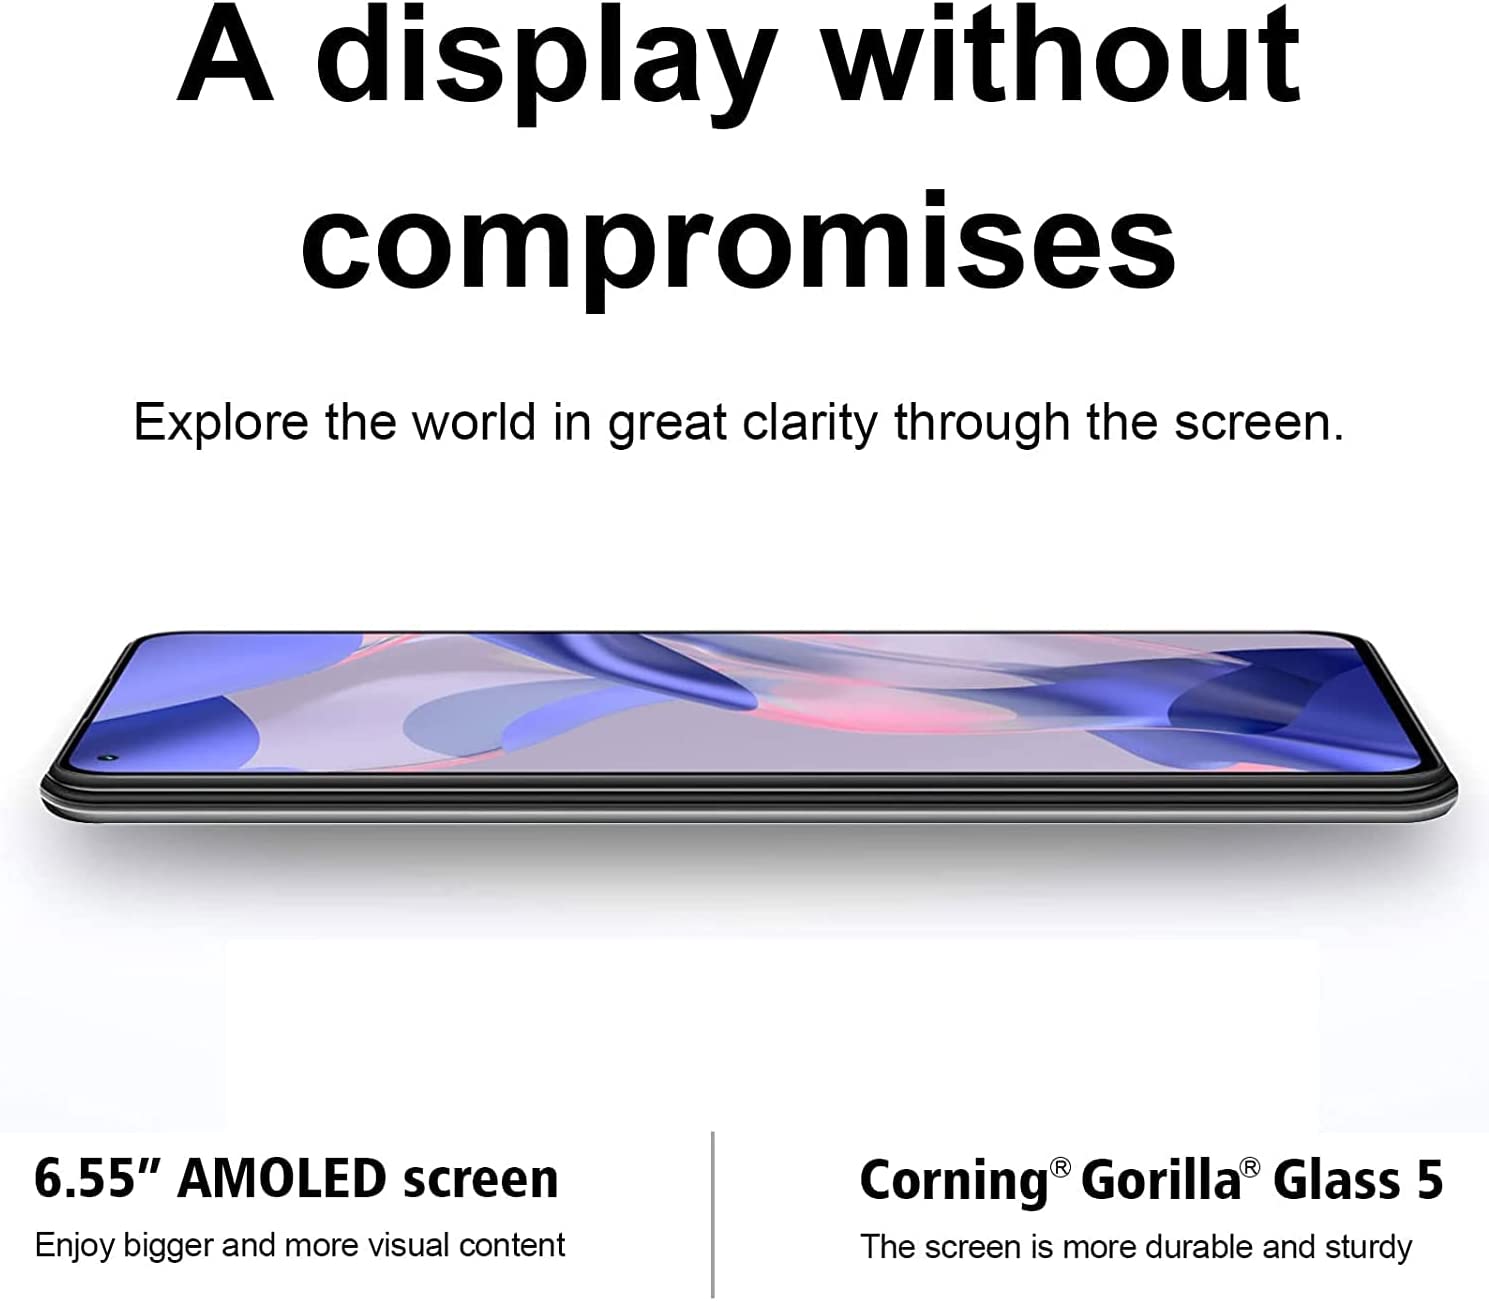 A display without
compromises
Explore the world in great clarity through the screen.
6.55″ AMOLED screen
Enjoy bigger and more visual content
Corning® Gorilla® Glass 5
The screen is more durable and sturdy